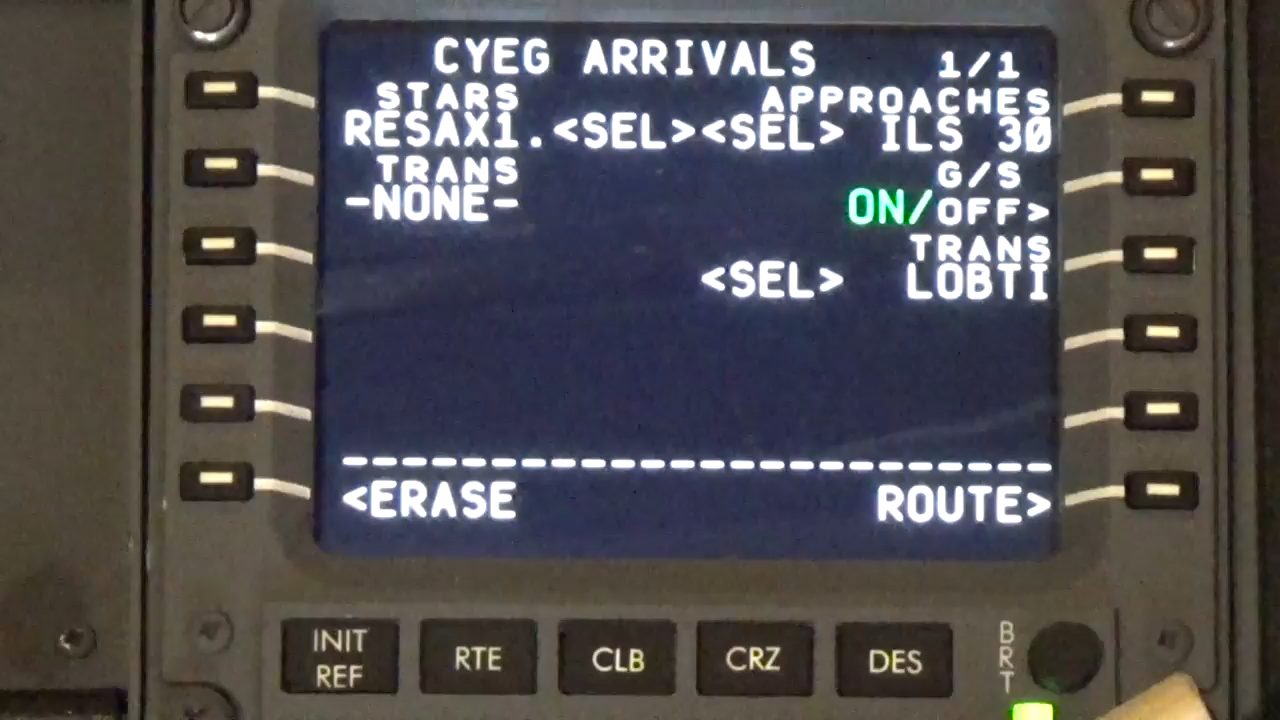 CYEG ARRIVALS 1/1
STARS APPROACHES
RESAX1.<SEL><SEL> ILS 30
TRANS G/S
-NONE- ON/OFF>
TRANS
<SEL> LOBTI
------------------------
<ERASE ROUTE>
INIT REF RTE CLB CRZ DES BRT